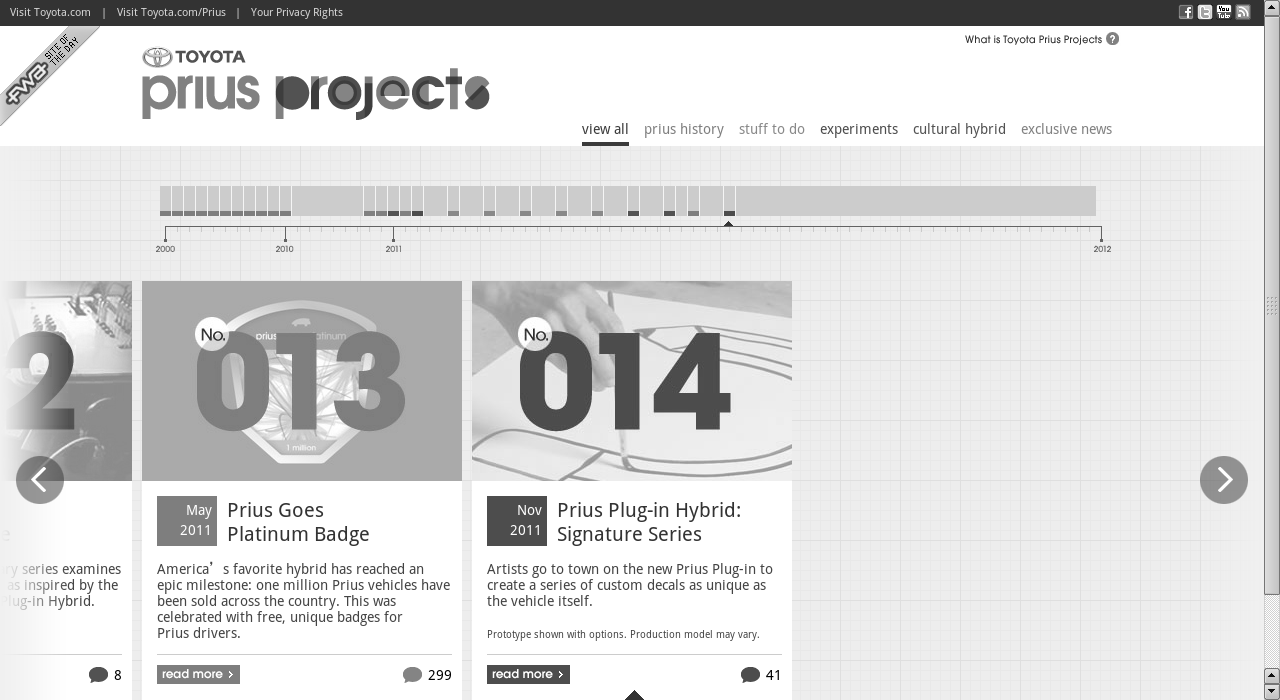 Visit Toyota.com | Visit Toyota.com/Prius | Your Privacy Rights
You Tube
fwa SITE OF THE DAY
What is Toyota Prius Projects ?
TOYOTA
prius projects
view all prius history stuff to do experiments cultural hybrid exclusive news
2000 2010 2011 2012
2
No. 013
prius
1 million
No. 014
May 2011
Prius Goes
Platinum Badge
Nov 2011
Prius Plug-in Hybrid:
Signature Series
ry series examines
as inspired by the
Plug-in Hybrid.
America’s favorite hybrid has reached an
epic milestone: one million Prius vehicles have
been sold across the country. This was
celebrated with free, unique badges for
Prius drivers.
Artists go to town on the new Prius Plug-in to
create a series of custom decals as unique as
the vehicle itself.
Prototype shown with options. Production model may vary.
8
read more > 299
read more > 41